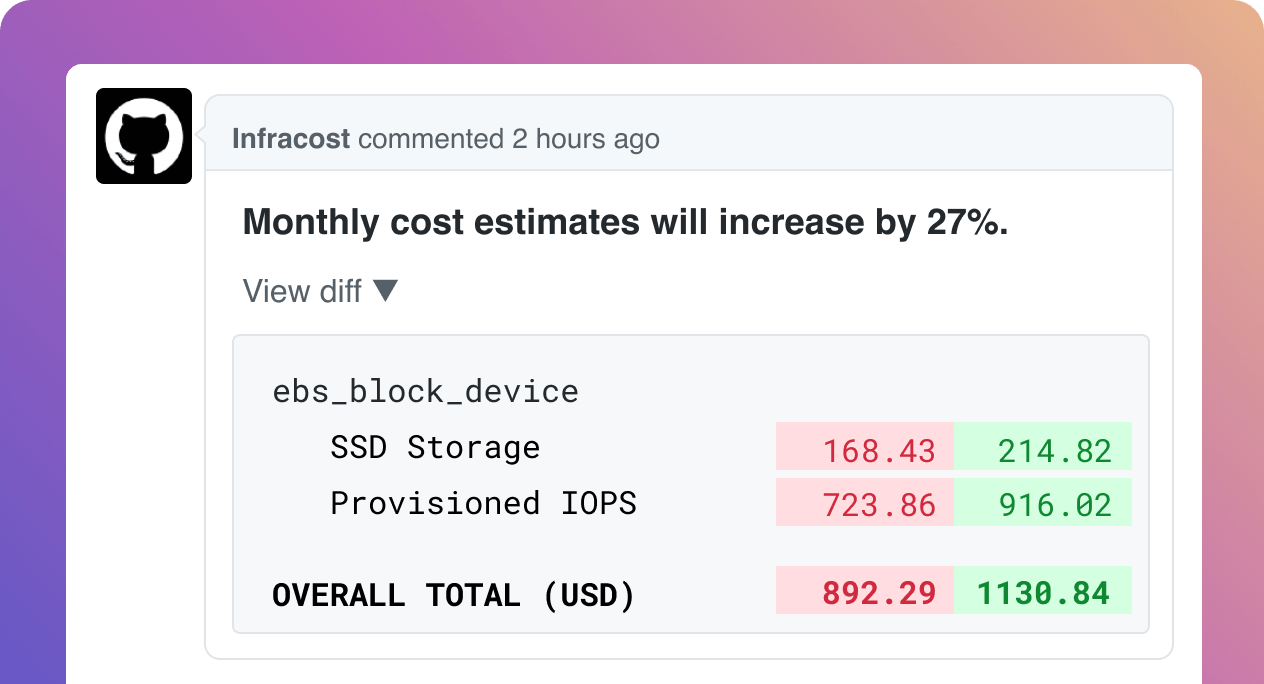 Infracost commented 2 hours ago
Monthly cost estimates will increase by 27%.
View diff ▼
ebs_block_device
SSD Storage 168.43 214.82
Provisioned IOPS 723.86 916.02
OVERALL TOTAL (USD) 892.29 1130.84